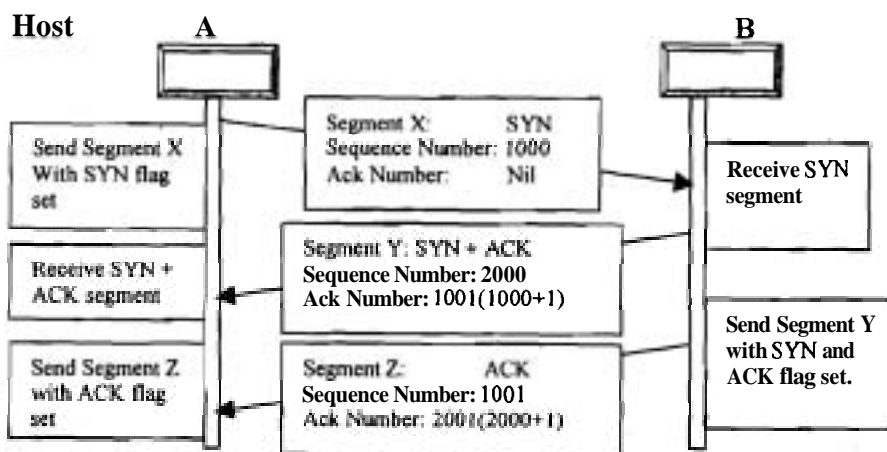 Host A B
Send Segment X
With SYN flag
set
Segment X: SYN
Sequence Number: 1000
Ack Number: Nil
Receive SYN
segment
Receive SYN +
ACK segment
Segment Y: SYN + ACK
Sequence Number: 2000
Ack Number: 1001(1000+1)
Send Segment Y
with SYN and
ACK flag set.
Send Segment Z
with ACK flag
set
Segment Z: ACK
Sequence Number: 1001
Ack Number: 2001(2000+1)